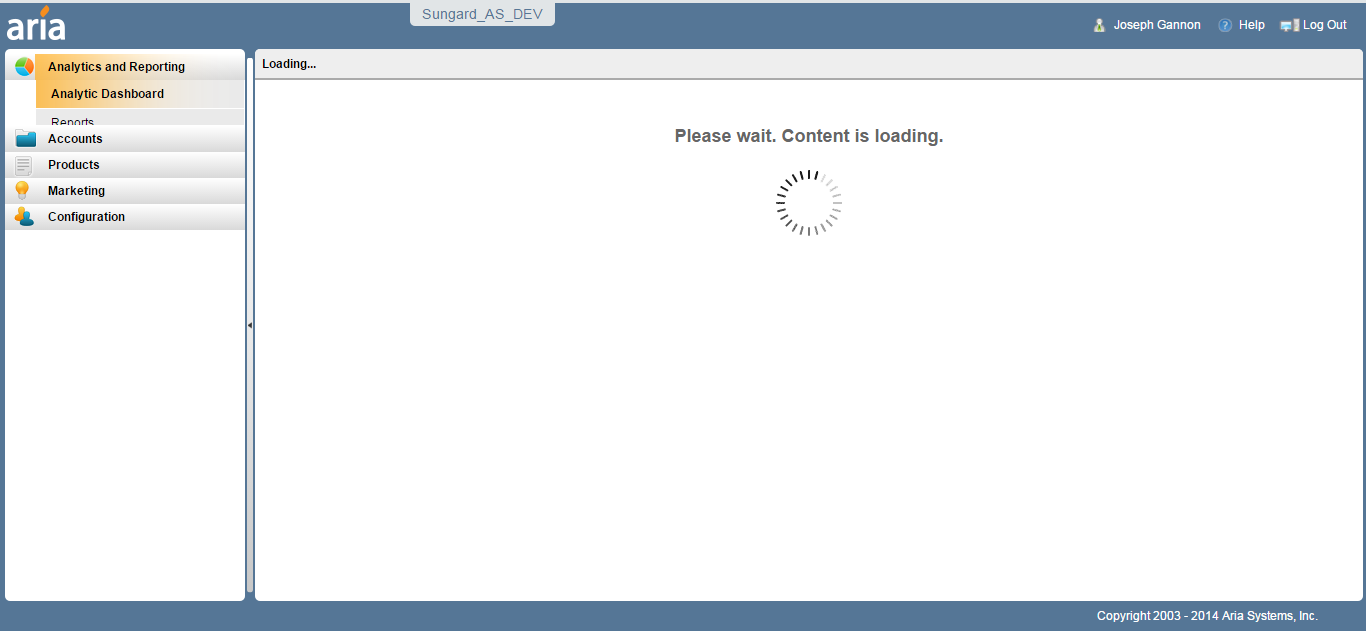 Sungard_AS_DEV
aria
Joseph Gannon
Help
Log Out
Analytics and Reporting
Analytic Dashboard
Reports
Accounts
Products
Marketing
Configuration
Loading...
Please wait. Content is loading.
Copyright 2003 - 2014 Aria Systems, Inc.